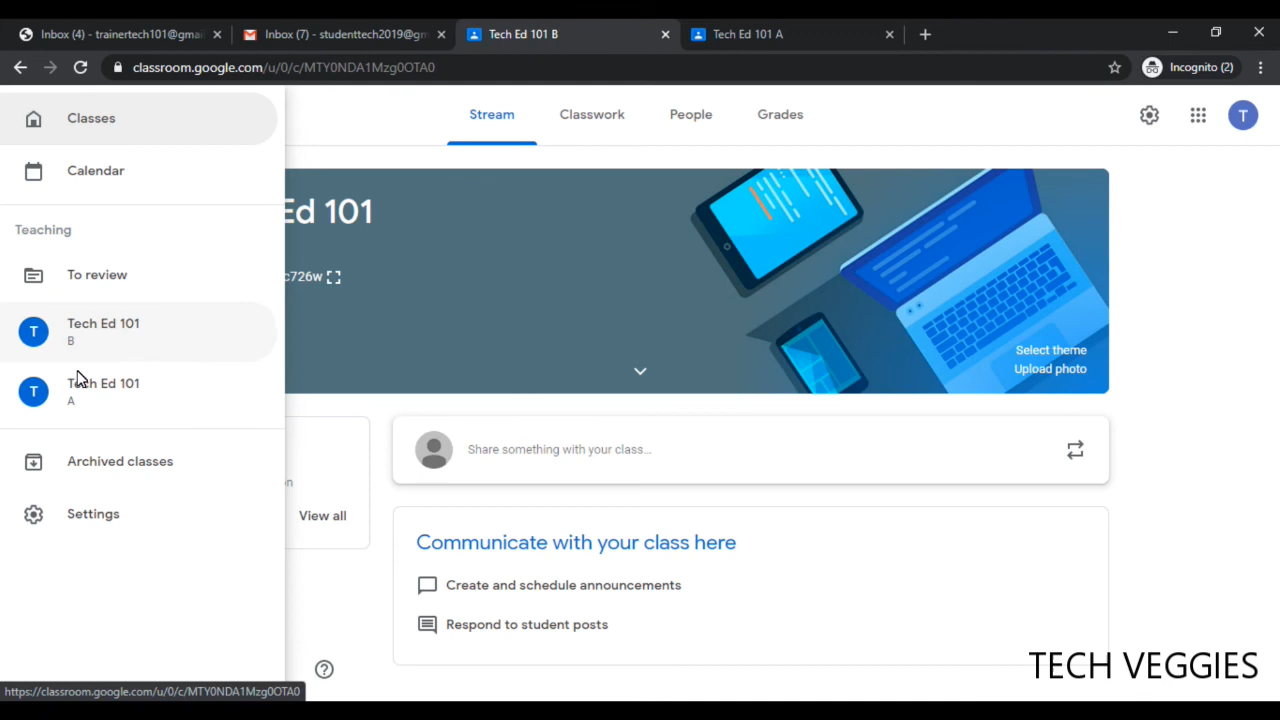 Inbox (4) - trainertech101@gmail
Inbox (7) - studenttech2019@gm
Tech Ed 101 B
Tech Ed 101 A
classroom.google.com/u/0/c/MTY0NDA1Mzg0OTA0
Incognito (2)
Classes
Calendar
Teaching
To review
T
Tech Ed 101
B
T
Tech Ed 101
A
Archived classes
Settings
Stream
Classwork
People
Grades
T
Ed 101
c726w
Select theme
Upload photo
Share something with your class...
on
View all
Communicate with your class here
Create and schedule announcements
Respond to student posts
TECH VEGGIES
https://classroom.google.com/u/0/c/MTY0NDA1Mzg0OTA0